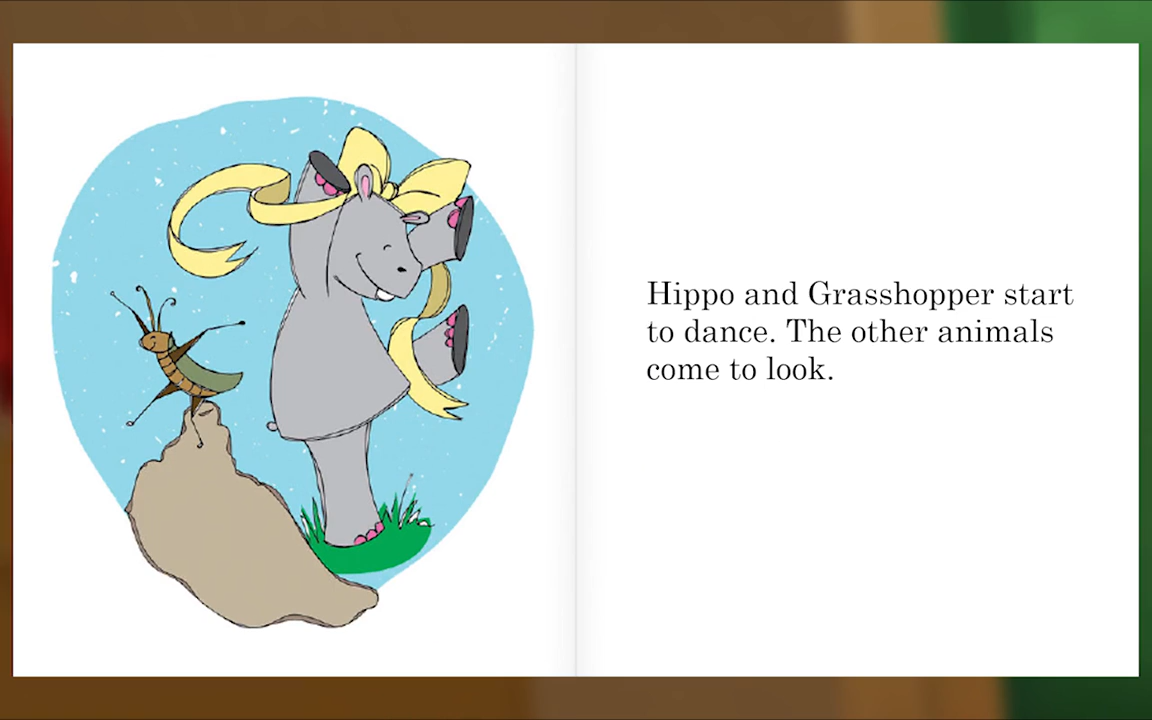 Hippo and Grasshopper start
to dance. The other animals
come to look.